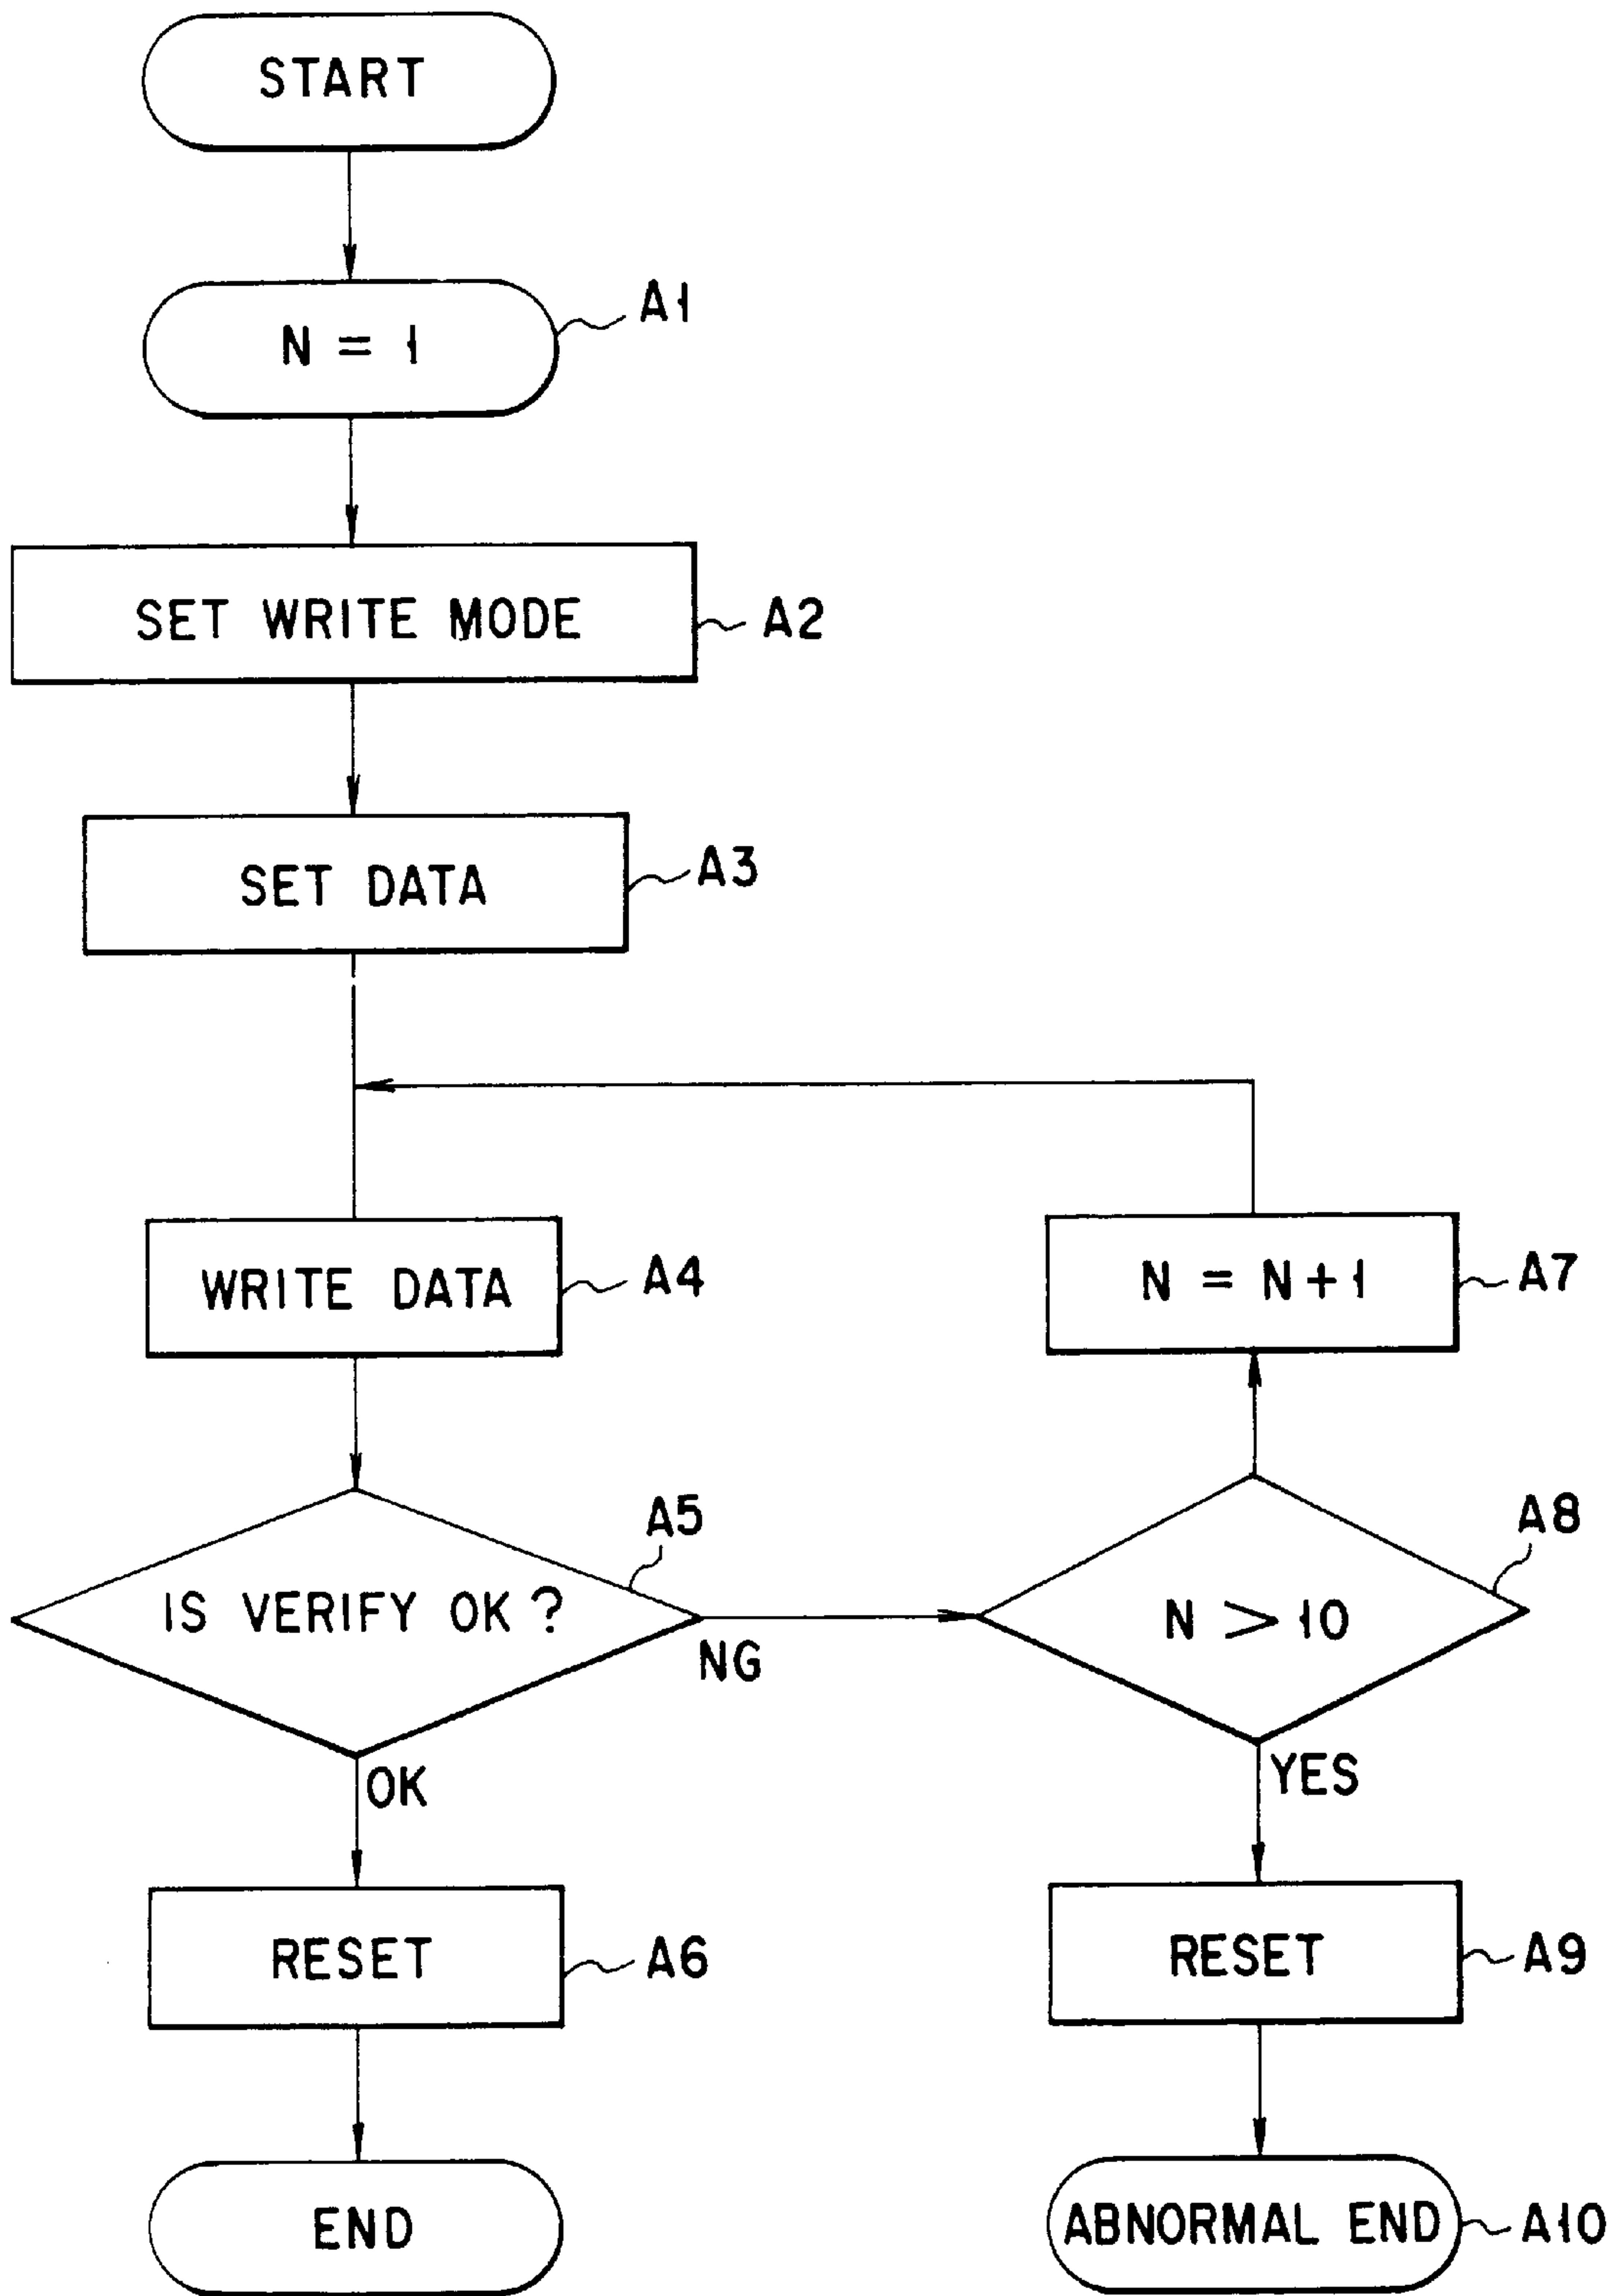 START
N = 1
A1
SET WRITE MODE
A2
SET DATA
A3
WRITE DATA
A4
N = N+1
A7
IS VERIFY OK ?
A5
NG
N > 10
A8
OK
YES
RESET
A6
RESET
A9
END
ABNORMAL END
A10